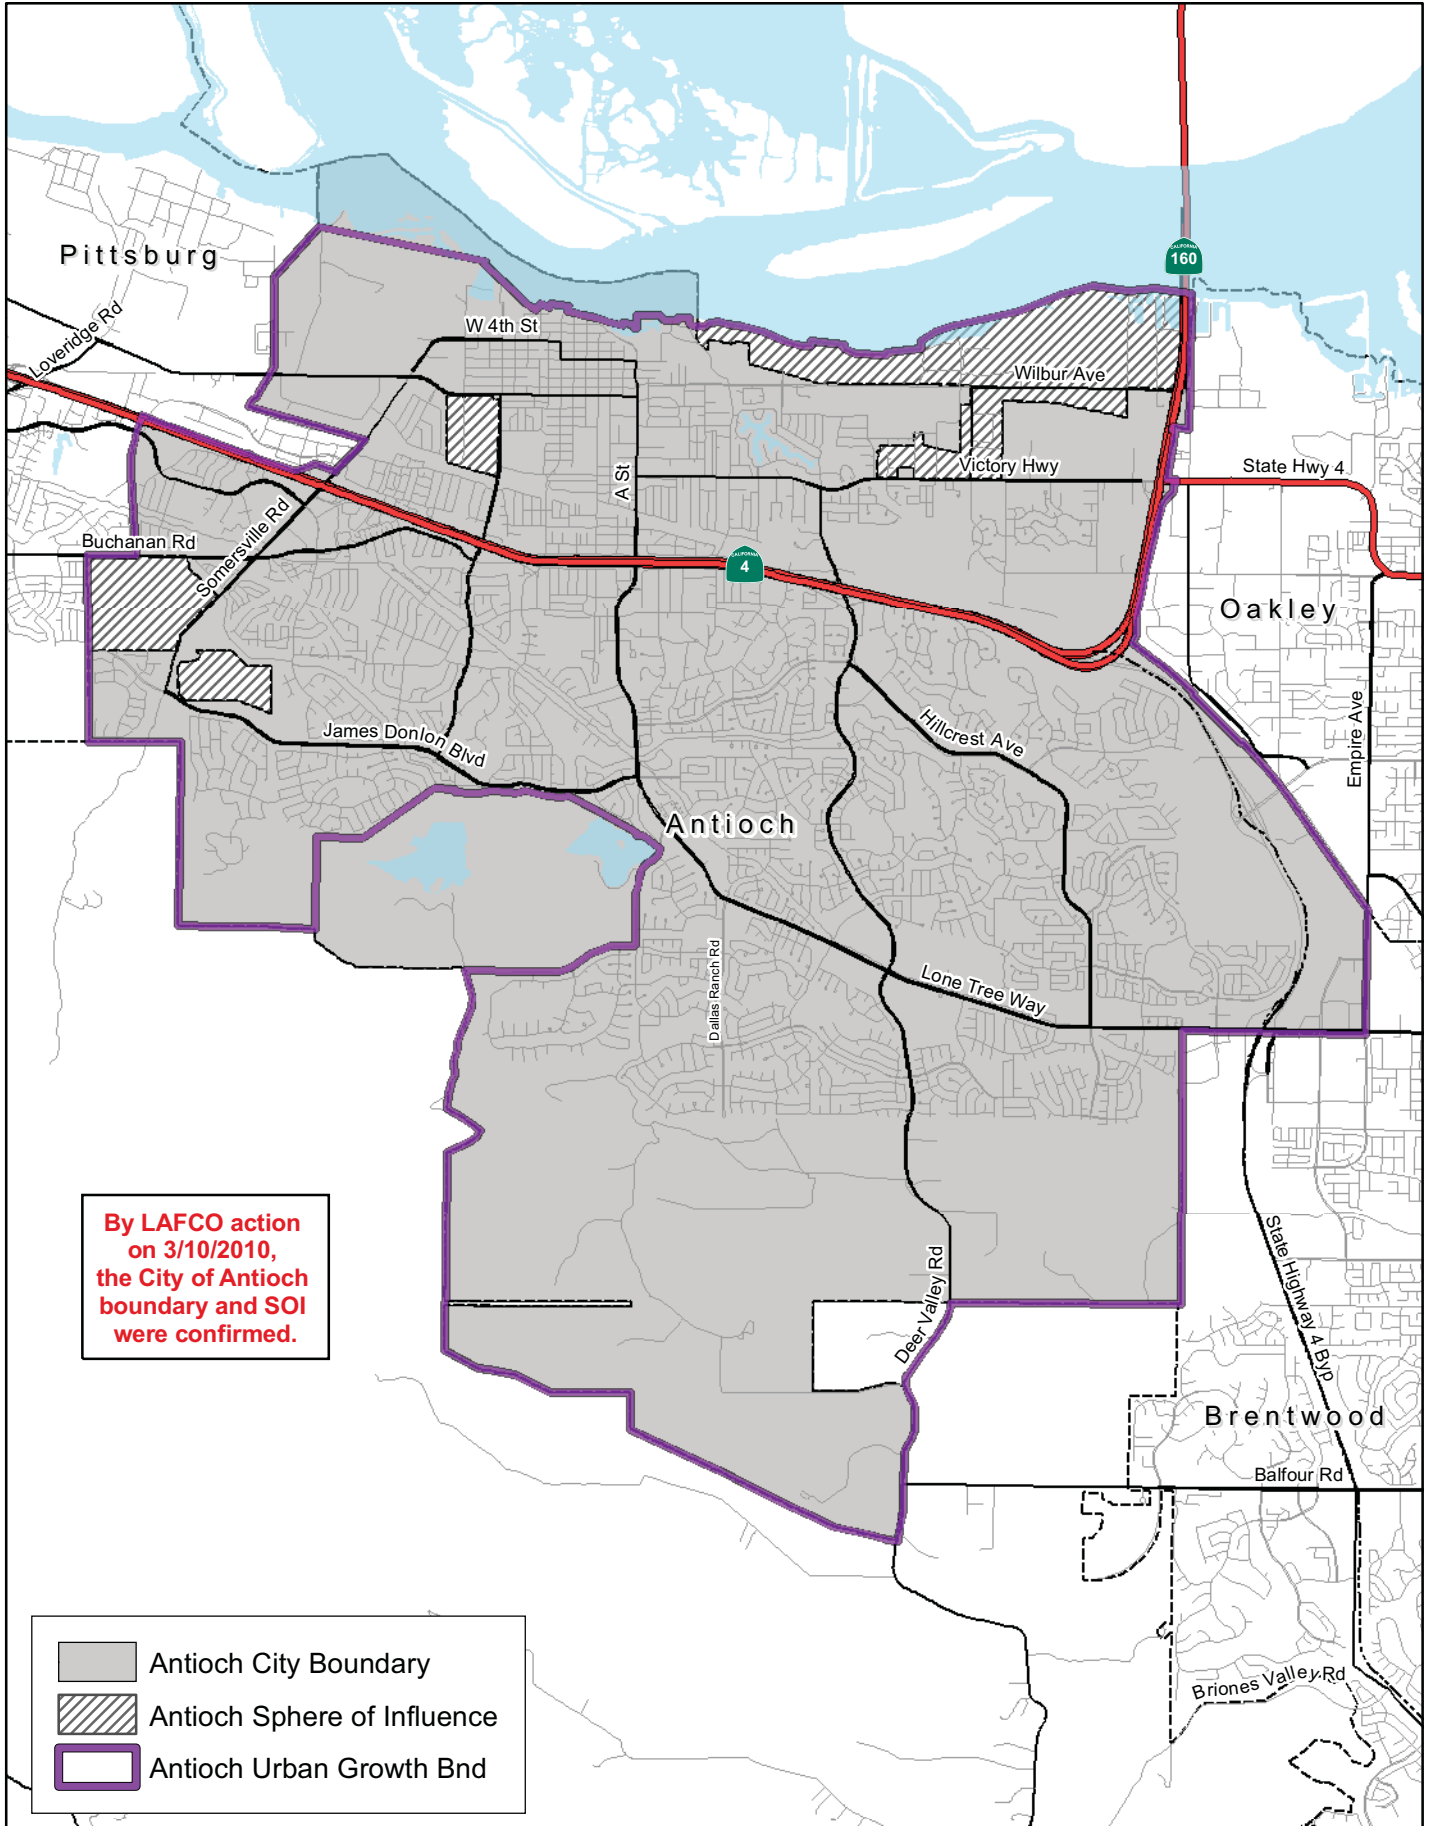 CALIFORNIA
160
Pittsburg
Loveridge Rd
W 4th St
Wilbur Ave
A St
Victory Hwy
State Hwy 4
Buchanan Rd
Somersville Rd
CALIFORNIA
4
Oakley
James Donlon Blvd
Hillcrest Ave
Empire Ave
Antioch
Dallas Ranch Rd
Lone Tree Way
By LAFCO action
on 3/10/2010,
the City of Antioch
boundary and SOI
were confirmed.
Deer Valley Rd
State Highway 4 Byp
Brentwood
Balfour Rd
Briones Valley Rd
Antioch City Boundary
Antioch Sphere of Influence
Antioch Urban Growth Bnd